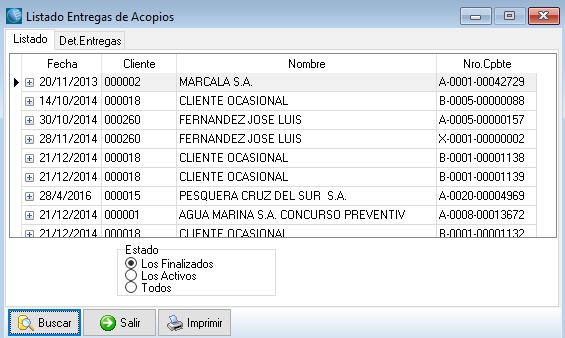 Listado Entregas de Acopios
Listado Det.Entregas
Fecha Cliente Nombre Nro.Cpbte
20/11/2013 000002 MARCALA S.A. A-0001-00042729
14/10/2014 000018 CLIENTE OCASIONAL B-0005-00000088
30/10/2014 000260 FERNANDEZ JOSE LUIS A-0005-00000157
28/11/2014 000260 FERNANDEZ JOSE LUIS X-0001-00000002
21/12/2014 000018 CLIENTE OCASIONAL B-0001-00001138
21/12/2014 000018 CLIENTE OCASIONAL B-0001-00001139
28/4/2016 000015 PESQUERA CRUZ DEL SUR S.A. A-0020-00004969
21/12/2014 000001 AGUA MARINA S.A. CONCURSO PREVENTIV A-0008-00013672
21/12/2014 000018 CLIENTE OCASIONAL B-0001-00001132
Estado
Los Finalizados
Los Activos
Todos
Buscar Salir Imprimir